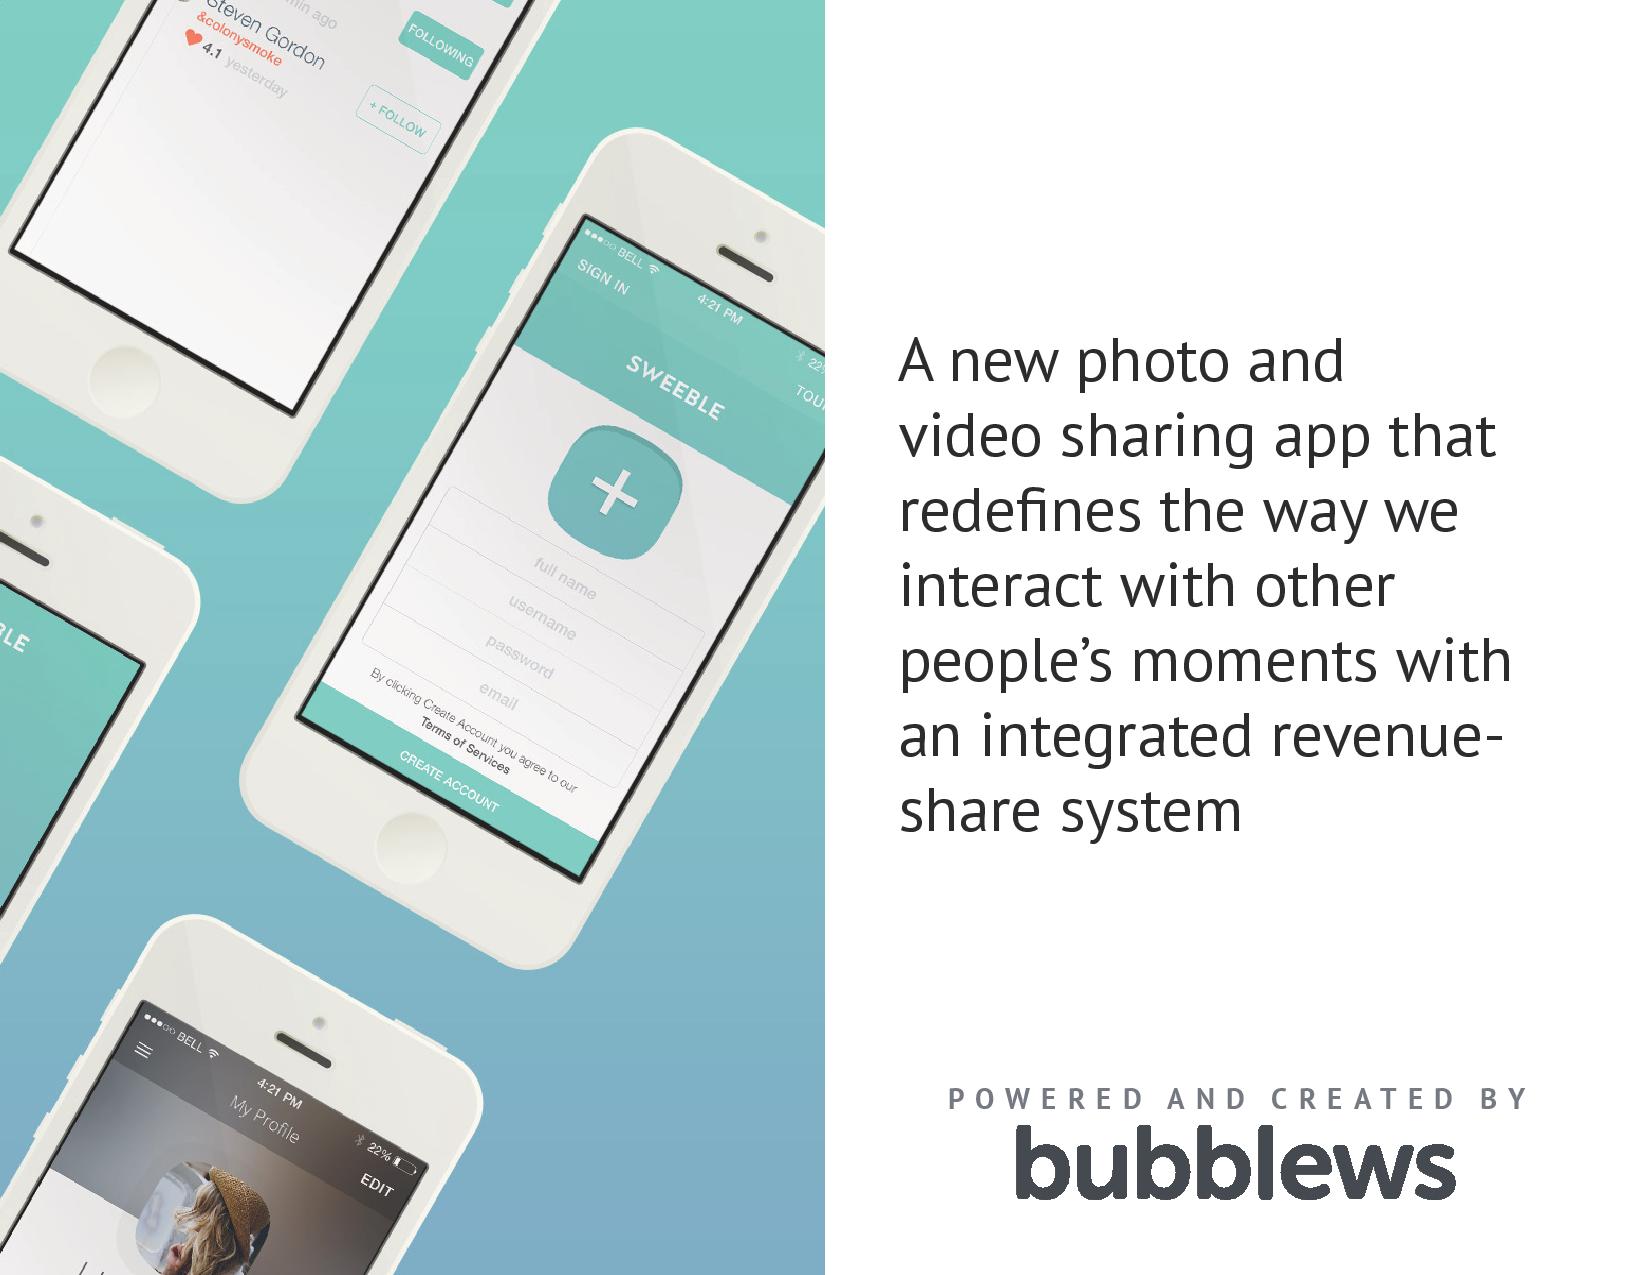 min ago
Steven Gordon
&colonysmoke
4.1 yesterday
FOLLOWING
+ FOLLOW
BELL
4:21 PM
SIGN IN
SWEEBLE
full name
username
password
email
By clicking Create Account you agree to our
Terms of Services
CREATE ACCOUNT
BELL
4:21 PM
22%
My Profile
EDIT
A new photo and
video sharing app that
redefines the way we
interact with other
people’s moments with
an integrated revenue-
share system
POWERED AND CREATED BY
bubblews